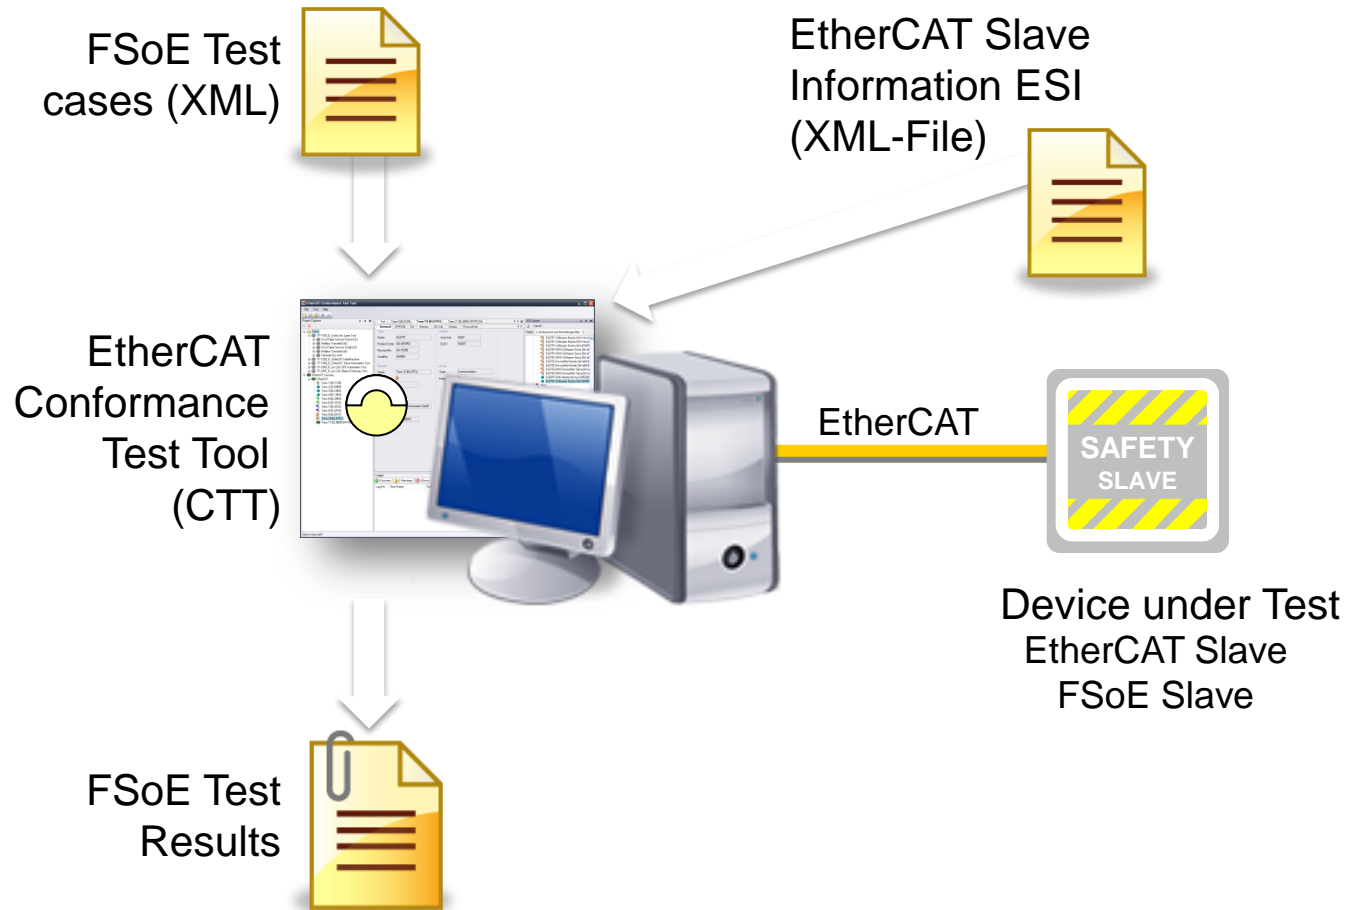 FSoE Test
cases (XML)
EtherCAT Slave
Information ESI
(XML-File)
EtherCAT
Conformance
Test Tool
(CTT)
EtherCAT
SAFETY
SLAVE
Device under Test
EtherCAT Slave
FSoE Slave
FSoE Test
Results